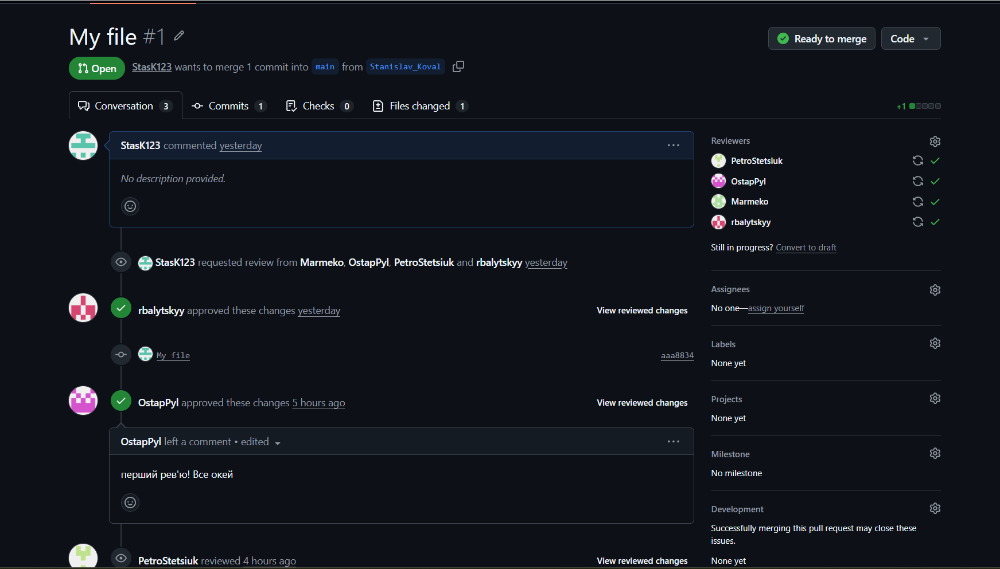 My file #1
Ready to merge
Code
Open
StasK123 wants to merge 1 commit into main from Stanislav_Koval
Conversation 3
Commits 1
Checks 0
Files changed 1
+1
StasK123 commented yesterday
No description provided.
StasK123 requested review from Marmeko, OstapPyl, PetroStetsiuk and rbalytskyy yesterday
rbalytskyy approved these changes yesterday
View reviewed changes
My file
aaa8834
OstapPyl approved these changes 5 hours ago
View reviewed changes
OstapPyl left a comment • edited
перший рев'ю! Все окей
PetroStetsiuk reviewed 4 hours ago
View reviewed changes
Reviewers
PetroStetsiuk
OstapPyl
Marmeko
rbalytskyy
Still in progress? Convert to draft
Assignees
No one—assign yourself
Labels
None yet
Projects
None yet
Milestone
No milestone
Development
Successfully merging this pull request may close these
issues.
None yet